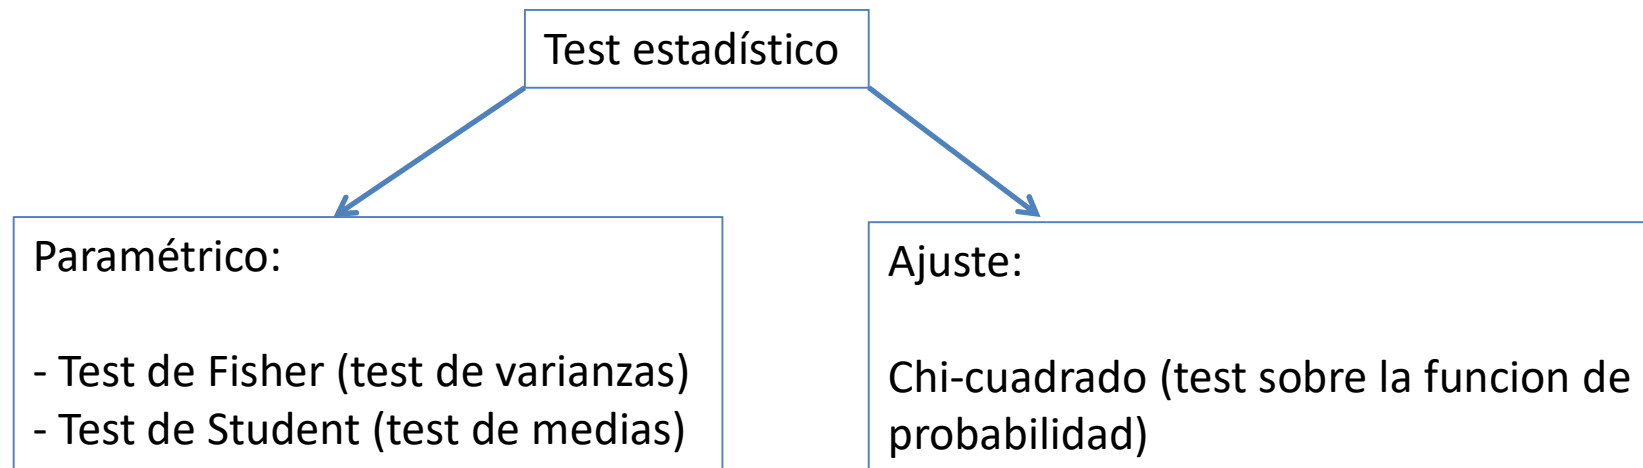 Test estadístico
Paramétrico:
- Test de Fisher (test de varianzas)
- Test de Student (test de medias)
Ajuste:
Chi-cuadrado (test sobre la funcion de
probabilidad)